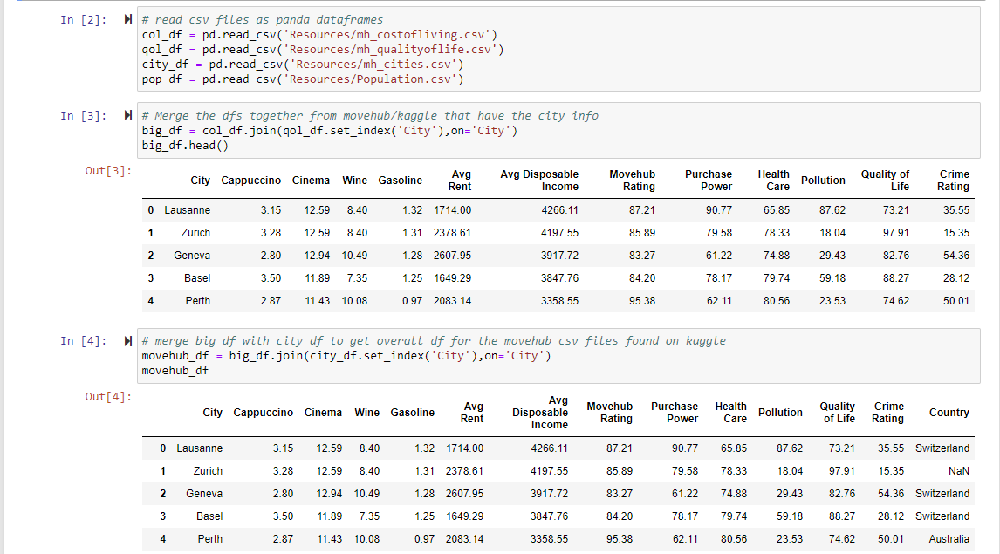 In [2]: # read csv files as panda dataframes
col_df = pd.read_csv('Resources/mh_costofliving.csv')
qol_df = pd.read_csv('Resources/mh_qualityoflife.csv')
city_df = pd.read_csv('Resources/mh_cities.csv')
pop_df = pd.read_csv('Resources/Population.csv')
In [3]: # Merge the dfs together from movehub/kaggle that have the city info
big_df = col_df.join(qol_df.set_index('City'),on='City')
big_df.head()
Out[3]:
City Cappuccino Cinema Wine Gasoline Avg Rent Avg Disposable Income Movehub Rating Purchase Power Health Care Pollution Quality of Life Crime Rating
0 Lausanne 3.15 12.59 8.40 1.32 1714.00 4266.11 87.21 90.77 65.85 87.62 73.21 35.55
1 Zurich 3.28 12.59 8.40 1.31 2378.61 4197.55 85.89 79.58 78.33 18.04 97.91 15.35
2 Geneva 2.80 12.94 10.49 1.28 2607.95 3917.72 83.27 61.22 74.88 29.43 82.76 54.36
3 Basel 3.50 11.89 7.35 1.25 1649.29 3847.76 84.20 78.17 79.74 59.18 88.27 28.12
4 Perth 2.87 11.43 10.08 0.97 2083.14 3358.55 95.38 62.11 80.56 23.53 74.62 50.01
In [4]: # merge big df with city df to get overall df for the movehub csv files found on kaggle
movehub_df = big_df.join(city_df.set_index('City'),on='City')
movehub_df
Out[4]:
City Cappuccino Cinema Wine Gasoline Avg Rent Avg Disposable Income Movehub Rating Purchase Power Health Care Pollution Quality of Life Crime Rating Country
0 Lausanne 3.15 12.59 8.40 1.32 1714.00 4266.11 87.21 90.77 65.85 87.62 73.21 35.55 Switzerland
1 Zurich 3.28 12.59 8.40 1.31 2378.61 4197.55 85.89 79.58 78.33 18.04 97.91 15.35 NaN
2 Geneva 2.80 12.94 10.49 1.28 2607.95 3917.72 83.27 61.22 74.88 29.43 82.76 54.36 Switzerland
3 Basel 3.50 11.89 7.35 1.25 1649.29 3847.76 84.20 78.17 79.74 59.18 88.27 28.12 Switzerland
4 Perth 2.87 11.43 10.08 0.97 2083.14 3358.55 95.38 62.11 80.56 23.53 74.62 50.01 Australia